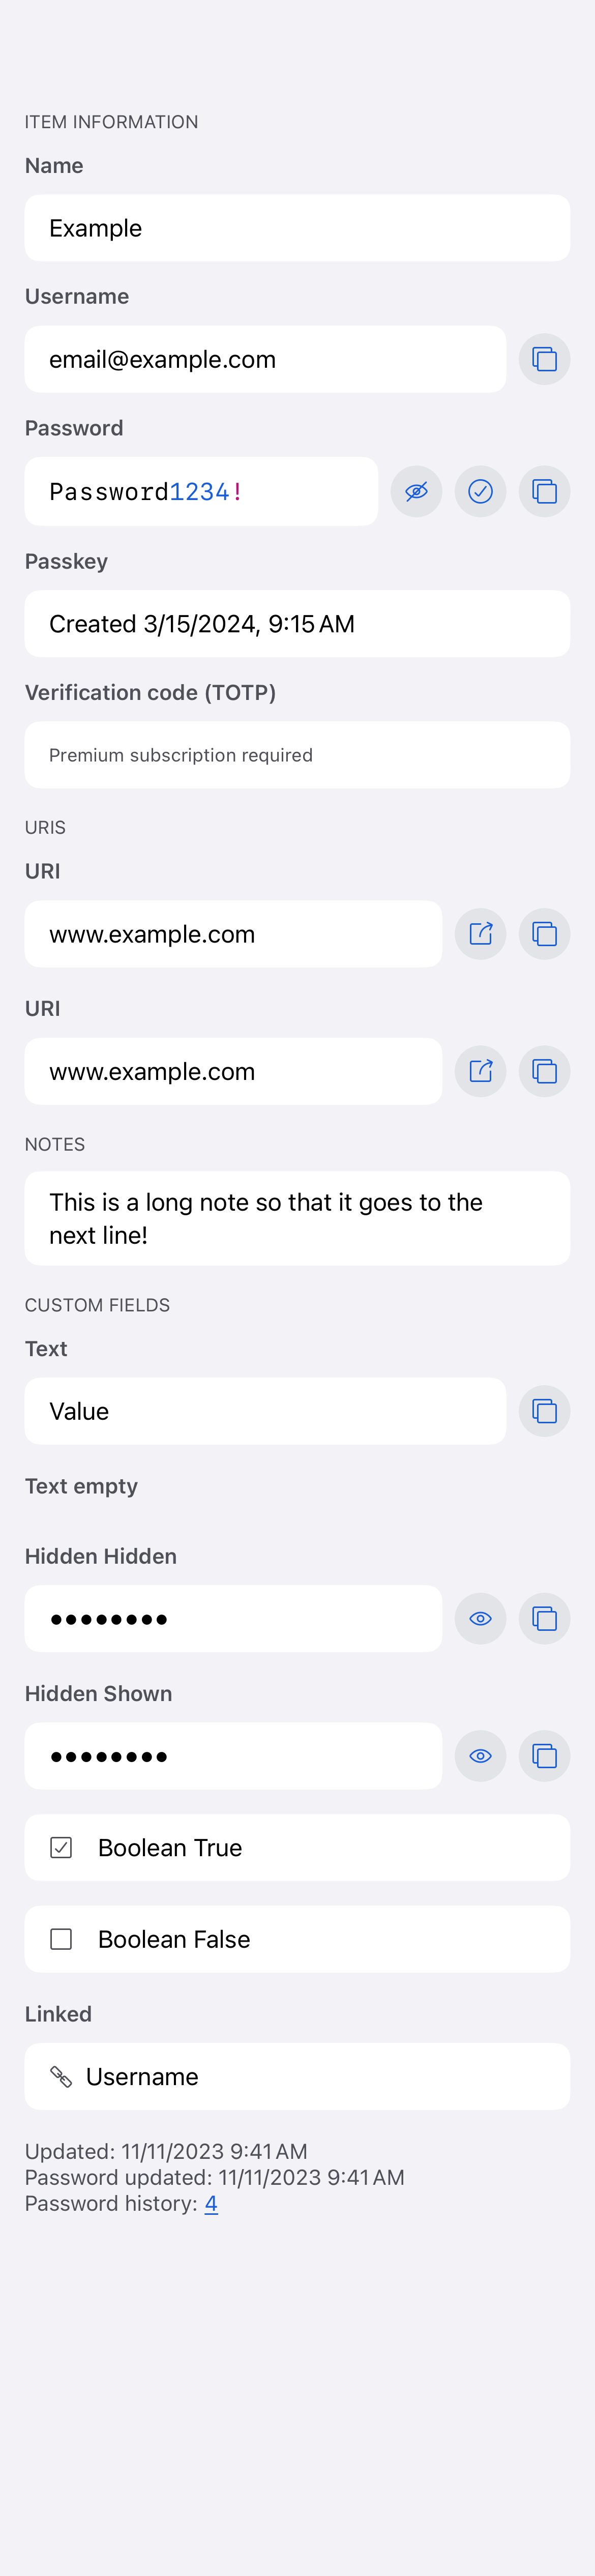 ITEM INFORMATION
Name
Example
Username
email@example.com
Password
Password1234!
Passkey
Created 3/15/2024, 9:15 AM
Verification code (TOTP)
Premium subscription required
URIS
URI
www.example.com
URI
www.example.com
NOTES
This is a long note so that it goes to the
next line!
CUSTOM FIELDS
Text
Value
Text empty
Hidden Hidden
••••••••
Hidden Shown
••••••••
Boolean True
Boolean False
Linked
Username
Updated: 11/11/2023 9:41 AM
Password updated: 11/11/2023 9:41 AM
Password history: 4